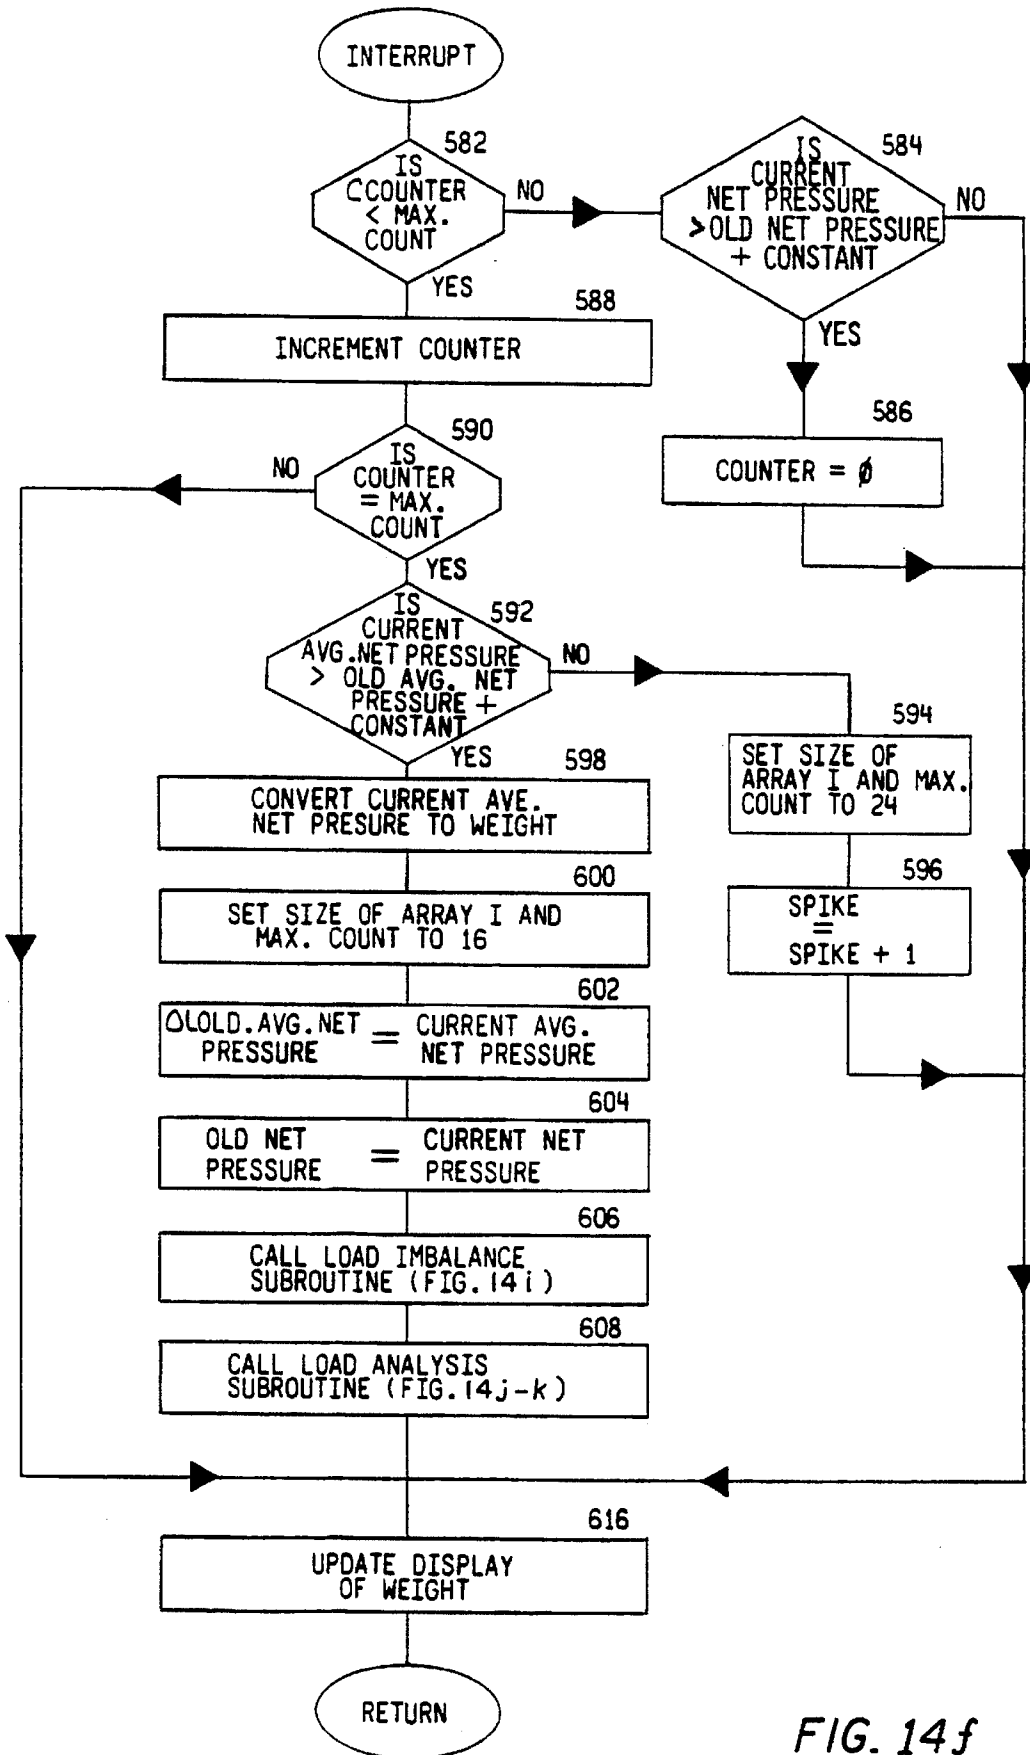 INTERRUPT
582
IS
CCOUNTER
< MAX.
COUNT
NO
YES
584
IS
CURRENT
NET PRESSURE
>OLD NET PRESSURE
+ CONSTANT
NO
YES
588
INCREMENT COUNTER
586
COUNTER = ø
590
IS
COUNTER
= MAX.
COUNT
NO
YES
592
IS
CURRENT
AVG.NET PRESSURE
> OLD AVG. NET
PRESSURE +
CONSTANT
NO
YES
594
SET SIZE OF
ARRAY I AND MAX.
COUNT TO 24
596
SPIKE
=
SPIKE + 1
598
CONVERT CURRENT AVE.
NET PRESURE TO WEIGHT
600
SET SIZE OF ARRAY I AND
MAX. COUNT TO 16
602
OLOLD.AVG.NET = CURRENT AVG.
PRESSURE NET PRESSURE
604
OLD NET = CURRENT NET
PRESSURE PRESSURE
606
CALL LOAD IMBALANCE
SUBROUTINE (FIG. 14i)
608
CALL LOAD ANALYSIS
SUBROUTINE (FIG. 14j-k)
616
UPDATE DISPLAY
OF WEIGHT
RETURN
FIG. 14f